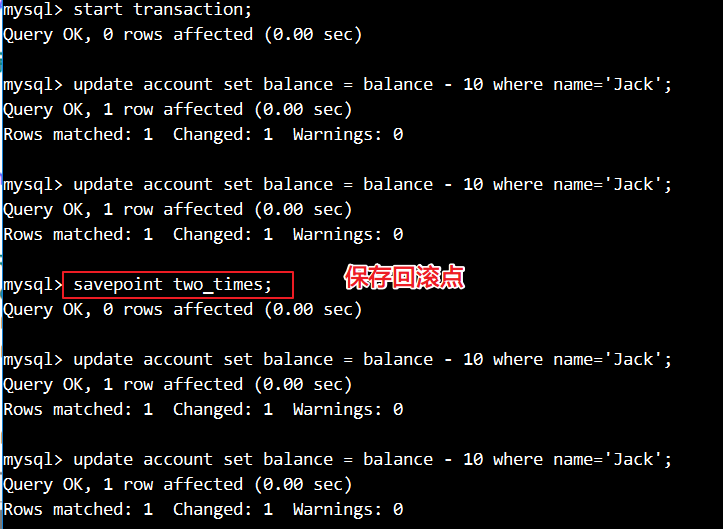 mysql> start transaction;
Query OK, 0 rows affected (0.00 sec)
mysql> update account set balance = balance - 10 where name='Jack';
Query OK, 1 row affected (0.00 sec)
Rows matched: 1  Changed: 1  Warnings: 0
mysql> update account set balance = balance - 10 where name='Jack';
Query OK, 1 row affected (0.00 sec)
Rows matched: 1  Changed: 1  Warnings: 0
mysql> savepoint two_times; 保存回滚点
Query OK, 0 rows affected (0.00 sec)
mysql> update account set balance = balance - 10 where name='Jack';
Query OK, 1 row affected (0.00 sec)
Rows matched: 1  Changed: 1  Warnings: 0
mysql> update account set balance = balance - 10 where name='Jack';
Query OK, 1 row affected (0.00 sec)
Rows matched: 1  Changed: 1  Warnings: 0